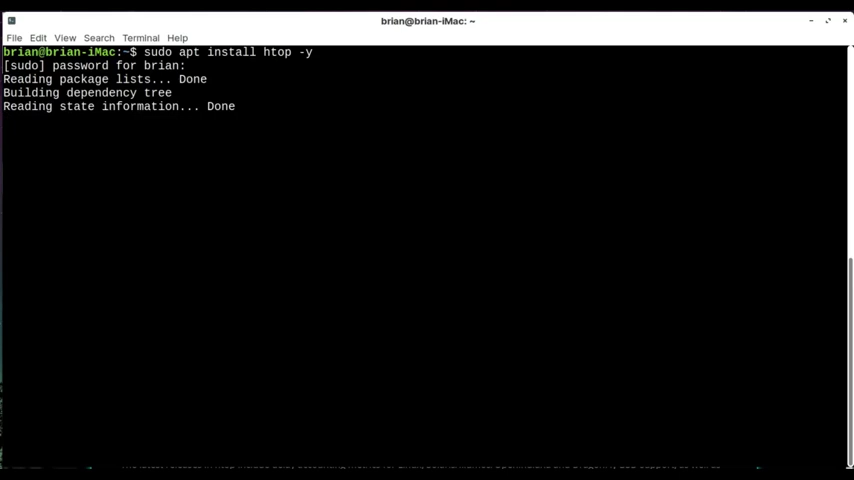 brian@brian-iMac: ~
File Edit View Search Terminal Help
brian@brian-iMac:~$ sudo apt install htop -y
[sudo] password for brian:
Reading package lists... Done
Building dependency tree
Reading state information... Done